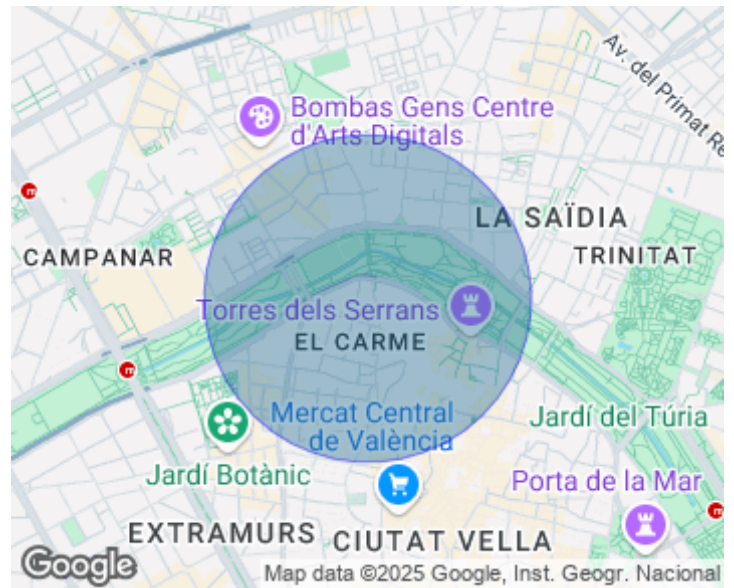 Av. del Primat Re
Bombas Gens Centre
d'Arts Digitals
LA SAÏDIA
CAMPANAR
TRINITAT
Torres dels Serrans
EL CARME
Mercat Central
de València
Jardí del Túria
Jardí Botànic
Porta de la Mar
EXTRAMURS
CIUTAT VELLA
Google
Map data ©2025 Google, Inst. Geogr. Nacional